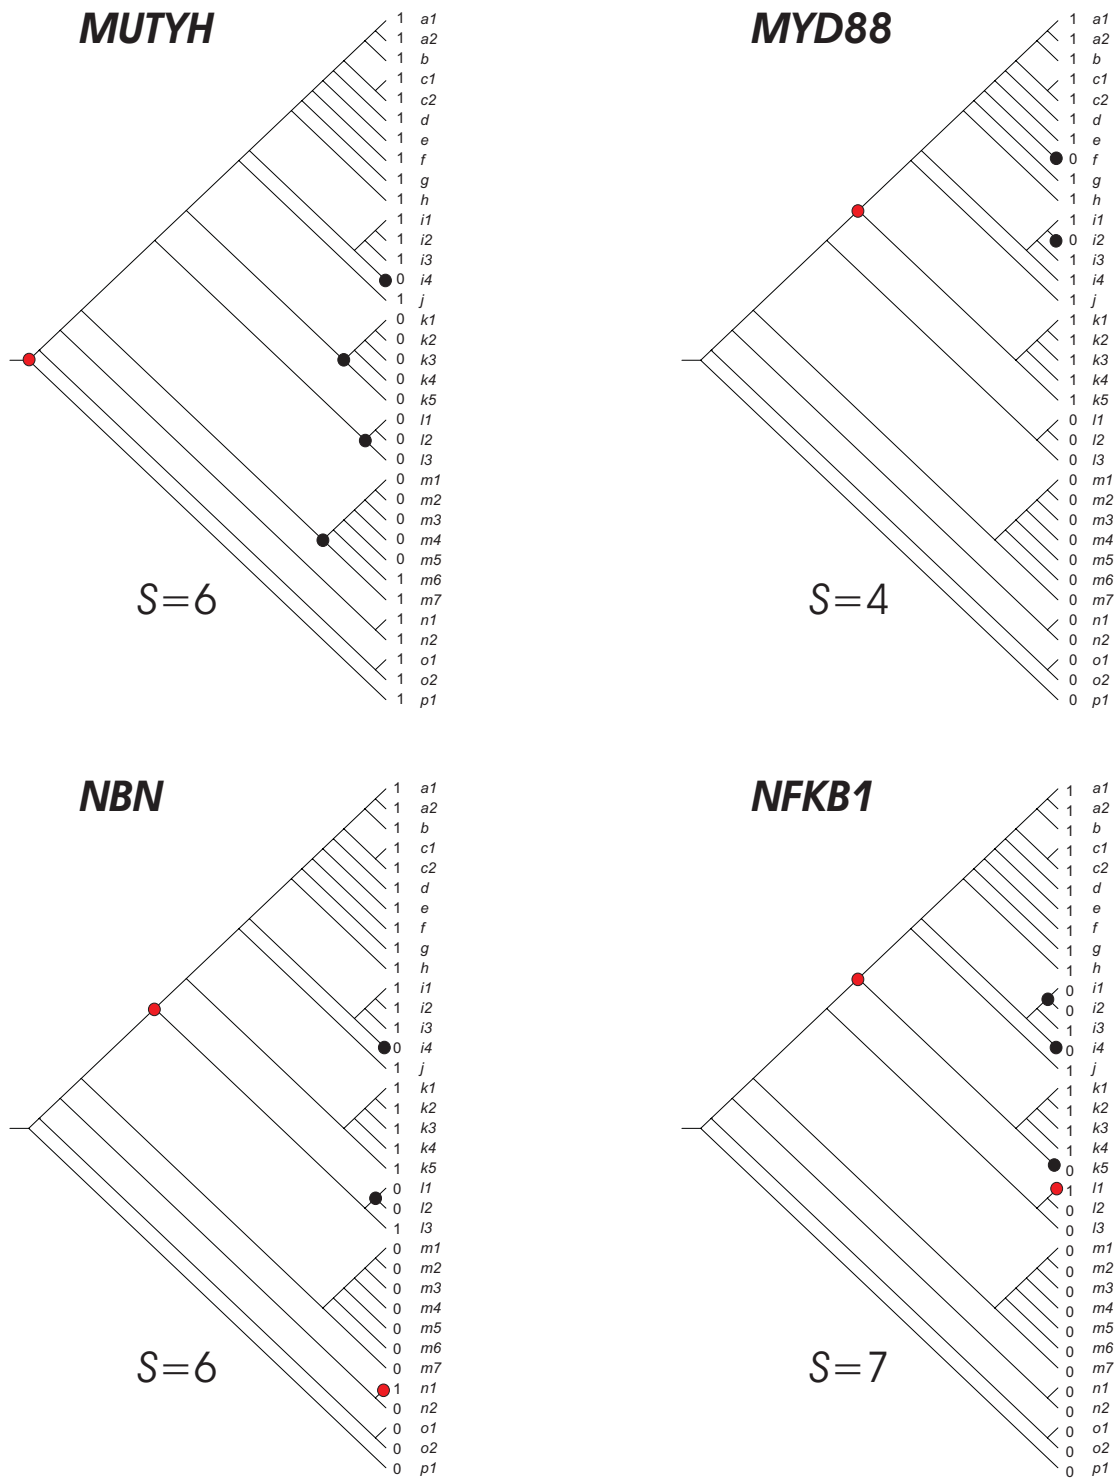 MUTYH
1 a1
1 a2
1 b
1 c1
1 c2
1 d
1 e
1 f
1 g
1 h
1 i1
1 i2
1 i3
0 i4
1 j
0 k1
0 k2
0 k3
0 k4
0 k5
0 l1
0 l2
0 l3
0 m1
0 m2
0 m3
0 m4
0 m5
1 m6
1 m7
1 n1
1 n2
1 o1
1 o2
1 p1
S=6
MYD88
1 a1
1 a2
1 b
1 c1
1 c2
1 d
1 e
0 f
1 g
1 h
1 i1
0 i2
1 i3
1 i4
1 j
1 k1
1 k2
1 k3
1 k4
1 k5
0 l1
0 l2
0 l3
0 m1
0 m2
0 m3
0 m4
0 m5
0 m6
0 m7
0 n1
0 n2
0 o1
0 o2
0 p1
S=4
NBN
1 a1
1 a2
1 b
1 c1
1 c2
1 d
1 e
1 f
1 g
1 h
1 i1
1 i2
1 i3
0 i4
1 j
1 k1
1 k2
1 k3
1 k4
1 k5
0 l1
0 l2
1 l3
0 m1
0 m2
0 m3
0 m4
0 m5
0 m6
0 m7
1 n1
0 n2
0 o1
0 o2
0 p1
S=6
NFKB1
1 a1
1 a2
1 b
1 c1
1 c2
1 d
1 e
1 f
1 g
1 h
0 i1
0 i2
1 i3
0 i4
1 j
1 k1
1 k2
1 k3
1 k4
0 k5
1 l1
0 l2
0 l3
0 m1
0 m2
0 m3
0 m4
0 m5
0 m6
0 m7
0 n1
0 n2
0 o1
0 o2
0 p1
S=7